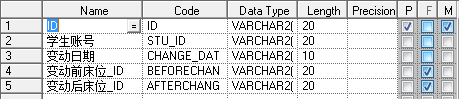 Name Code Data Type Length Precision P F M
1 ID = ID VARCHAR2( 20
2 学生账号 STU_ID VARCHAR2( 20
3 变动日期 CHANGE_DAT VARCHAR2( 10
4 变动前床位_ID BEFORECHAN VARCHAR2( 20
5 变动后床位_ID AFTERCHANG VARCHAR2( 20